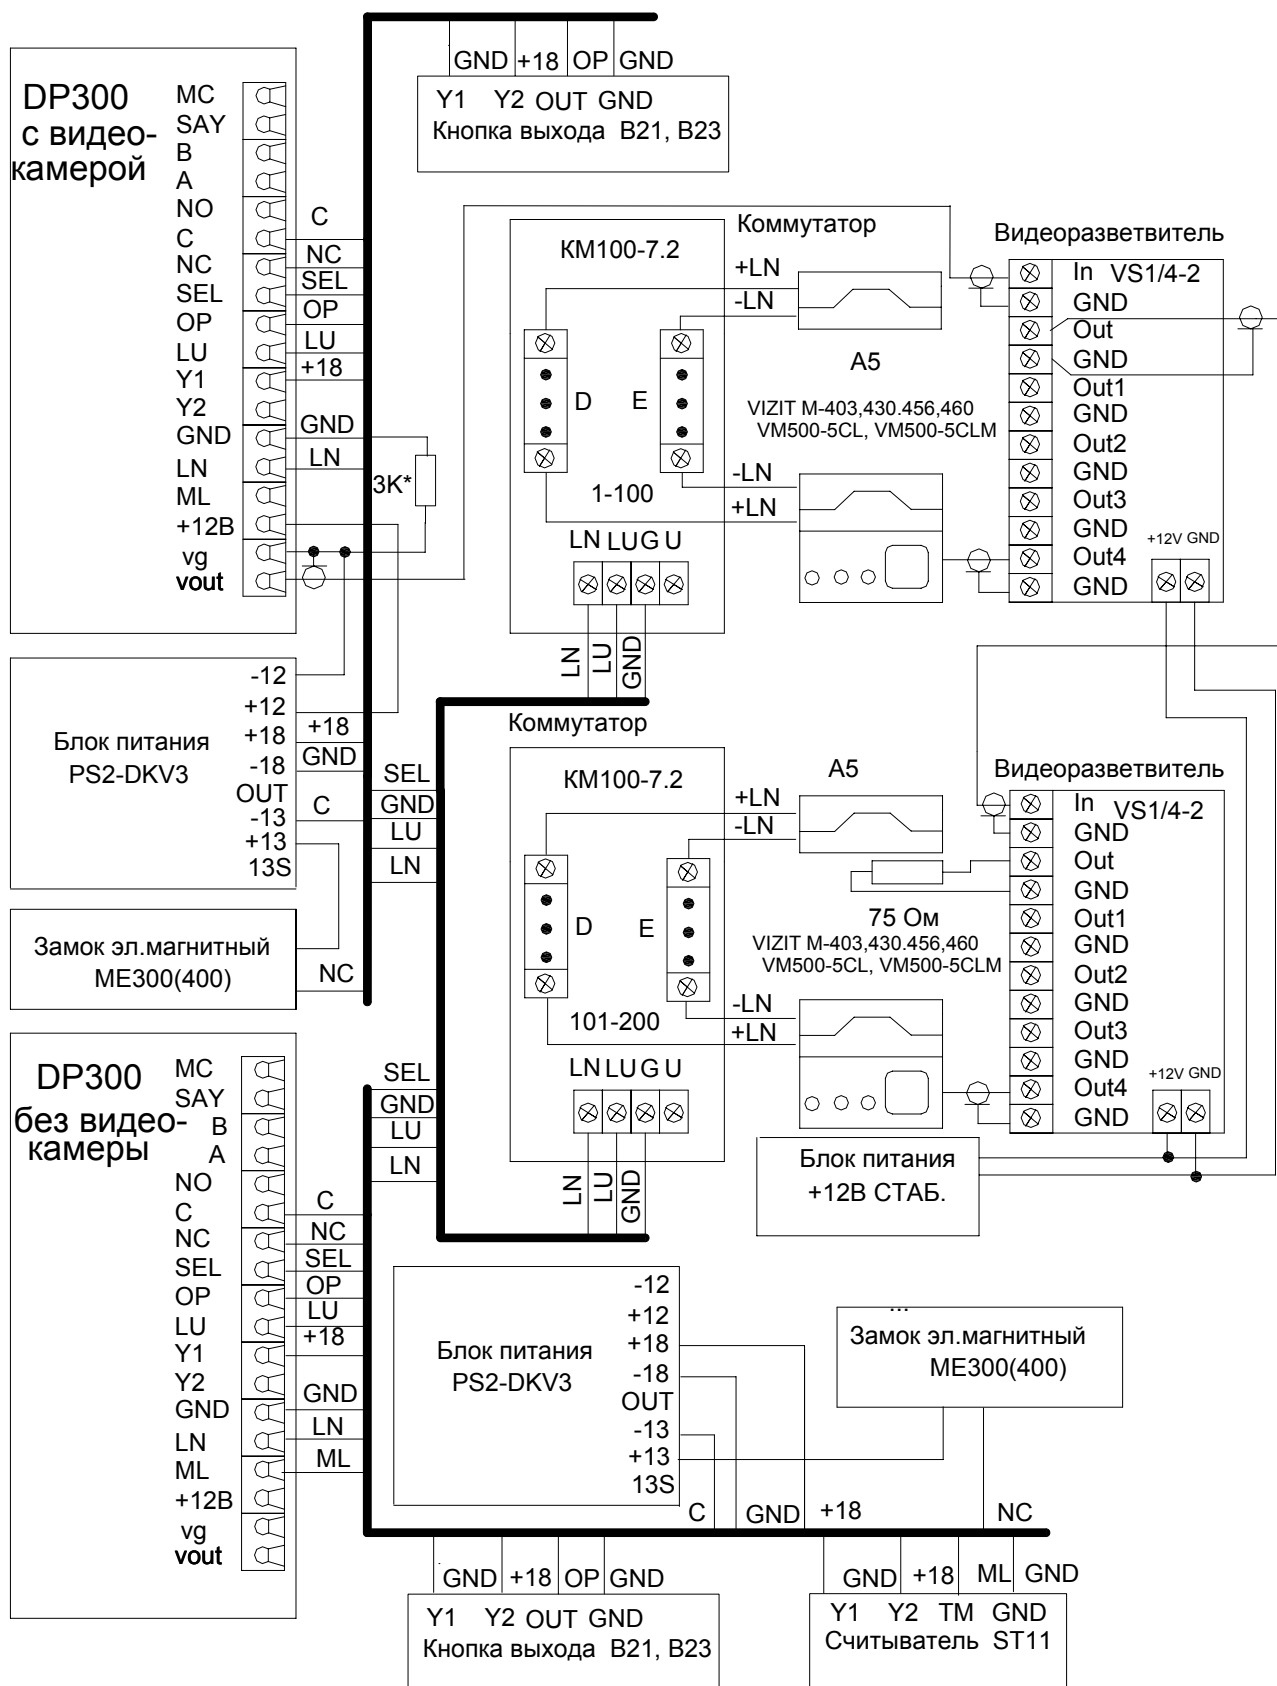 GND +18 OP GND
Y1 Y2 OUT GND
Кнопка выхода В21, В23
DP300
с видео-
камерой
MC
SAY
B
A
NO
C
NC
SEL
OP
LU
Y1
Y2
GND
LN
ML
+12В
vg
vout
C
NC
SEL
OP
LU
+18
GND
LN
3K*
Коммутатор
КМ100-7.2
+LN
-LN
D
E
A5
VIZIT M-403,430.456,460
VM500-5CL, VM500-5CLM
1-100
-LN
+LN
LN LU G U
LN
LU
GND
Видеоразветвитель
In VS1/4-2
GND
Out
GND
Out1
GND
Out2
GND
Out3
GND
Out4
GND
+12V GND
Блок питания
PS2-DKV3
-12
+12
+18
-18
OUT
-13
+13
13S
+18
GND
C
Замок эл.магнитный
МЕ300(400)
NC
SEL
GND
LU
LN
Коммутатор
КМ100-7.2
+LN
-LN
D
E
A5
75 Ом
VIZIT M-403,430.456,460
VM500-5CL, VM500-5CLM
101-200
-LN
+LN
LN LU G U
LN
LU
GND
Видеоразветвитель
In VS1/4-2
GND
Out
GND
Out1
GND
Out2
GND
Out3
GND
Out4
GND
+12V GND
Блок питания
+12В СТАБ.
DP300
без видео-
камеры
MC
SAY
B
A
NO
C
NC
SEL
OP
LU
Y1
Y2
GND
LN
ML
+12В
vg
vout
C
NC
SEL
OP
LU
+18
GND
LN
ML
SEL
GND
LU
LN
Блок питания
PS2-DKV3
-12
+12
+18
-18
OUT
-13
+13
13S
...
Замок эл.магнитный
МЕ300(400)
C GND +18 NC
GND +18 OP GND
Y1 Y2 OUT GND
Кнопка выхода В21, В23
GND +18 ML GND
Y1 Y2 TM GND
Считыватель ST11